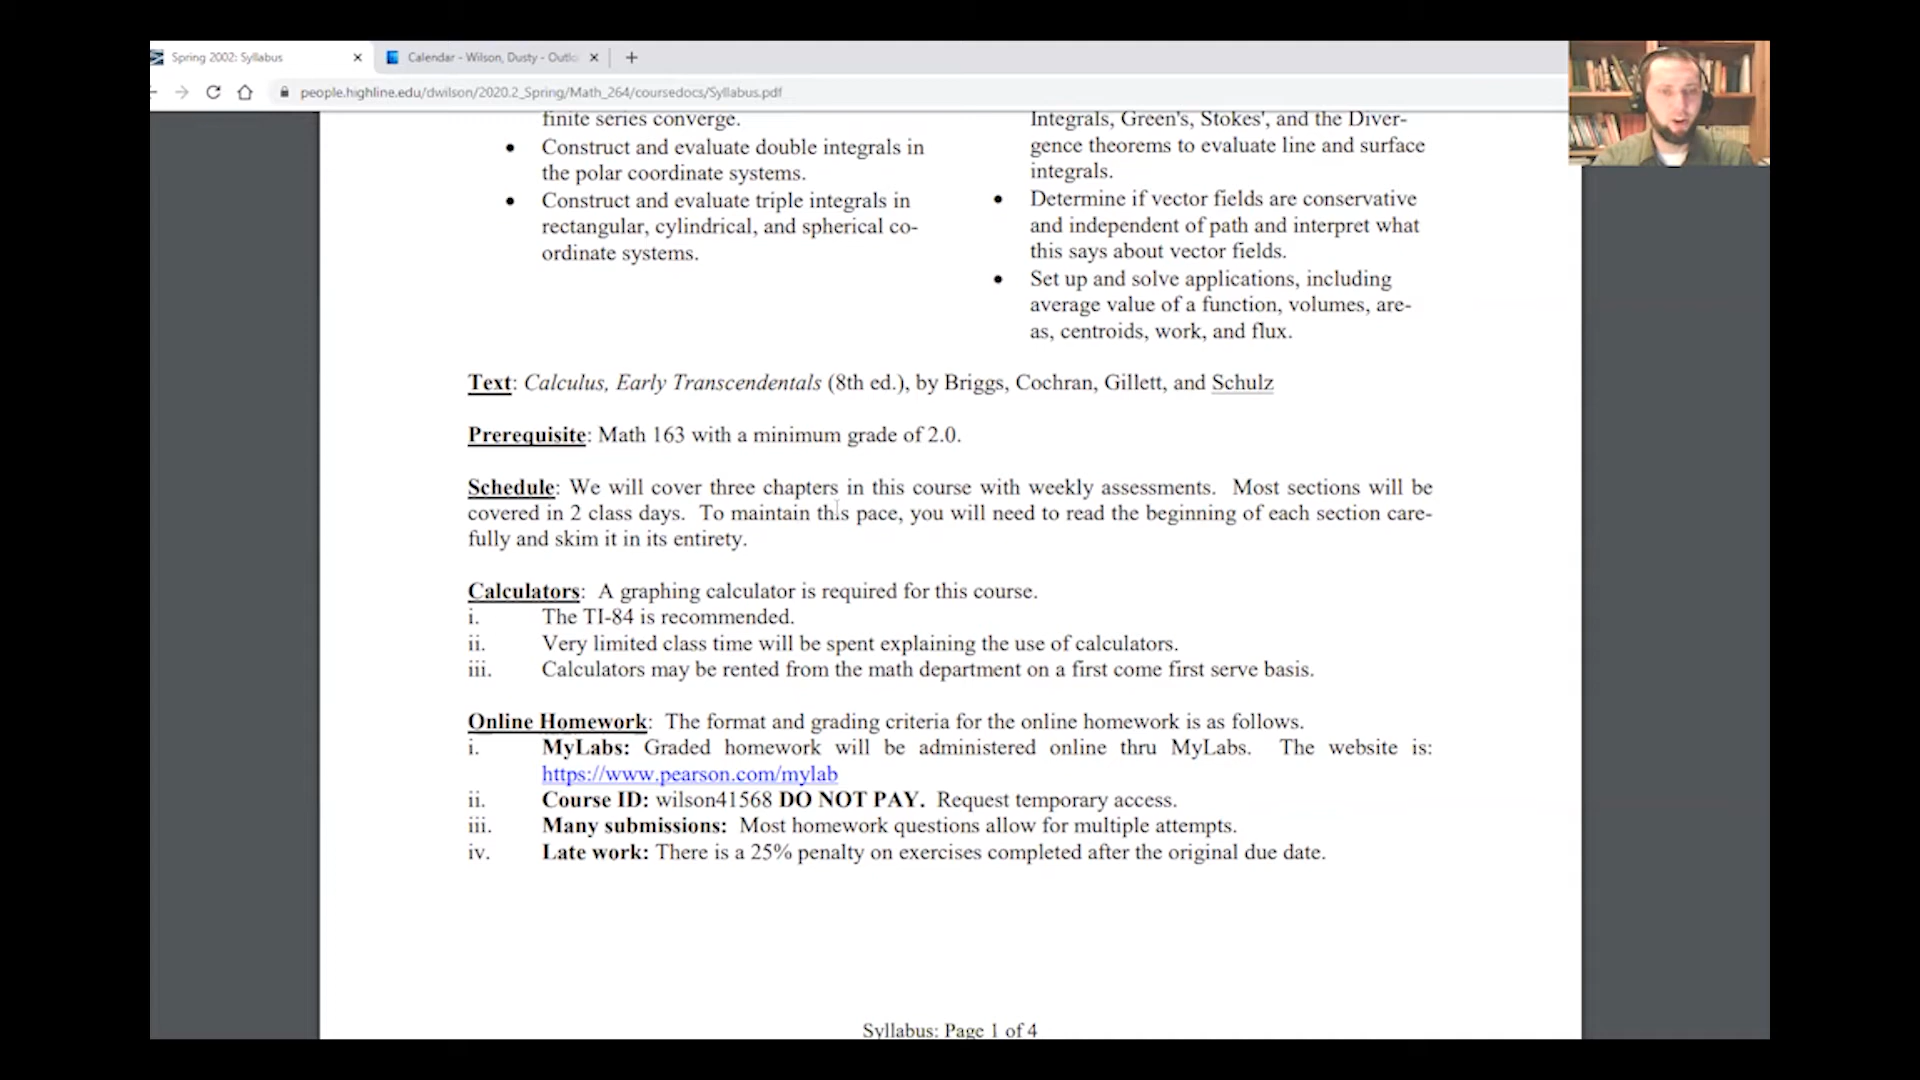 Spring 2002: Syllabus
Calendar - Wilson, Dusty - Outlo
people.highline.edu/dwilson/2020.2_Spring/Math_264/coursedocs/Syllabus.pdf
finite series converge.
• Construct and evaluate double integrals in
the polar coordinate systems.
• Construct and evaluate triple integrals in
rectangular, cylindrical, and spherical co-
ordinate systems.
Integrals, Green's, Stokes', and the Diver-
gence theorems to evaluate line and surface
integrals.
• Determine if vector fields are conservative
and independent of path and interpret what
this says about vector fields.
• Set up and solve applications, including
average value of a function, volumes, are-
as, centroids, work, and flux.
Text: Calculus, Early Transcendentals (8th ed.), by Briggs, Cochran, Gillett, and Schulz
Prerequisite: Math 163 with a minimum grade of 2.0.
Schedule: We will cover three chapters in this course with weekly assessments. Most sections will be
covered in 2 class days. To maintain this pace, you will need to read the beginning of each section care-
fully and skim it in its entirety.
Calculators: A graphing calculator is required for this course.
i. The TI-84 is recommended.
ii. Very limited class time will be spent explaining the use of calculators.
iii. Calculators may be rented from the math department on a first come first serve basis.
Online Homework: The format and grading criteria for the online homework is as follows.
i. MyLabs: Graded homework will be administered online thru MyLabs. The website is:
https://www.pearson.com/mylab
ii. Course ID: wilson41568 DO NOT PAY. Request temporary access.
iii. Many submissions: Most homework questions allow for multiple attempts.
iv. Late work: There is a 25% penalty on exercises completed after the original due date.
Syllabus: Page 1 of 4